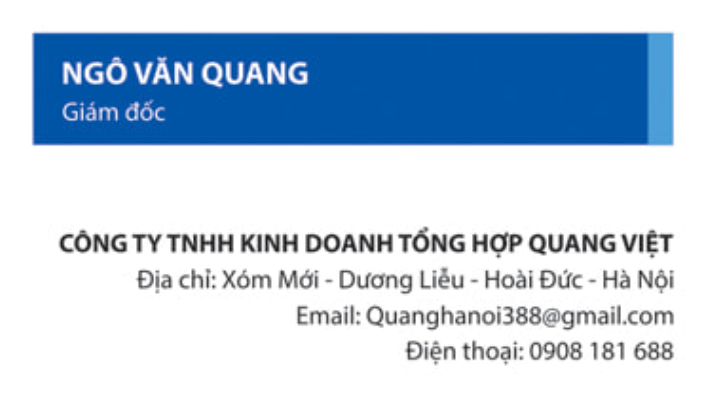 NGÔ VĂN QUANG
Giám đốc
CÔNG TY TNHH KINH DOANH TỔNG HỢP QUANG VIỆT
Địa chỉ: Xóm Mới - Dương Liễu - Hoài Đức - Hà Nội
Email: Quanghanoi388@gmail.com
Điện thoại: 0908 181 688